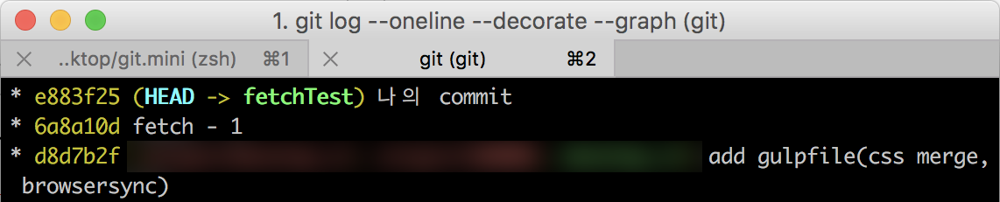 1. git log --oneline --decorate --graph (git)
..ktop/git.mini (zsh) ⌘1 git (git) ⌘2
* e883f25 (HEAD -> fetchTest) 나의 commit
* 6a8a10d fetch - 1
* d8d7b2f add gulpfile(css merge,
browsersync)